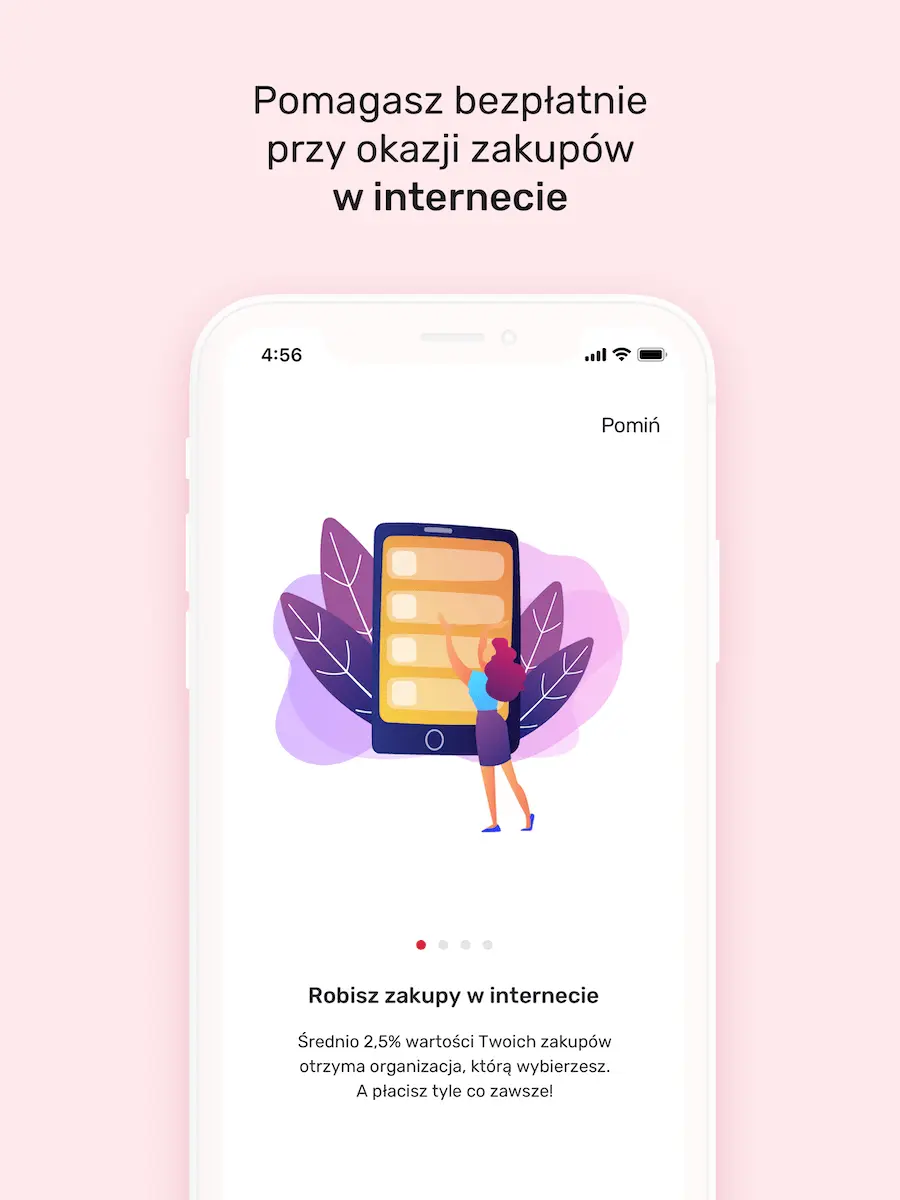 Pomagasz bezpłatnie
przy okazji zakupów
w internecie
4:56
Pomiń
Robisz zakupy w internecie
Średnio 2,5% wartości Twoich zakupów
otrzyma organizacja, którą wybierzesz.
A płacisz tyle co zawsze!